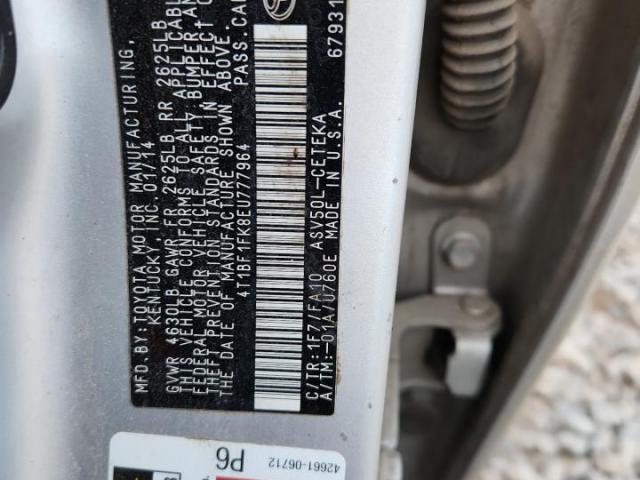 MFD. BY: TOYOTA MOTOR MANUFACTURING,
KENTUCKY, INC. 01/14
GVWR 4630LB GAWR FR 2625LB RR 2625LB
THIS VEHICLE CONFORMS TO ALL APPLICABLE
FEDERAL MOTOR VEHICLE SAFETY, BUMPER, AN
THEFT PREVENTION STANDARDS IN EFFECT O
THE DATE OF MANUFACTURE SHOWN ABOVE.
4T1BF1FK8EU777964 PASS. CAR
C/TR: 1F7/FA10 ASV50L-CETEKA
A/TM: -01A/U760E MADE IN U.S.A. 67931
P6
42661-06712